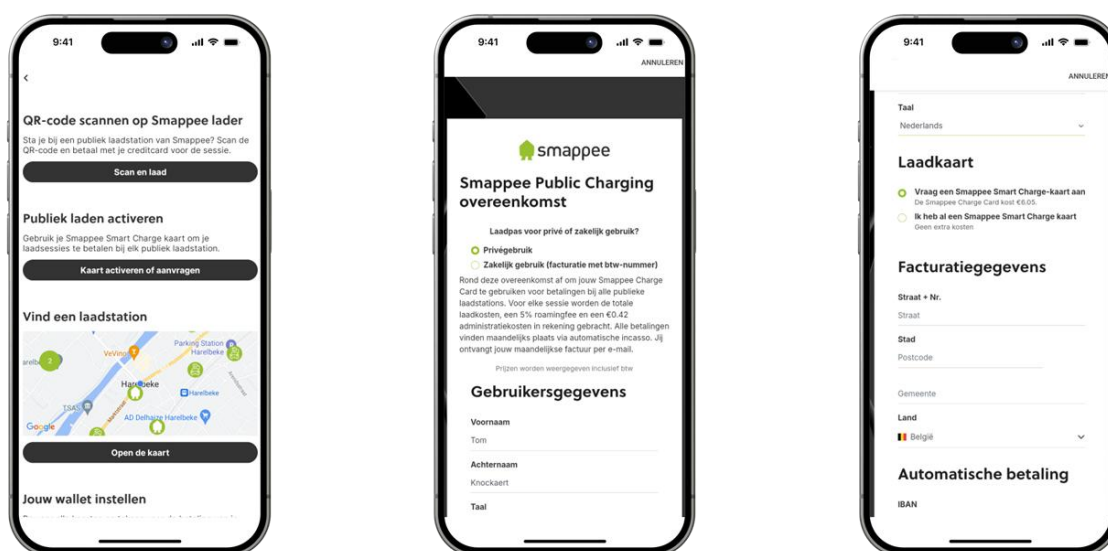 9:41
QR-code scannen op Smappee lader
Sta je bij een publiek laadstation van Smappee? Scan de
QR-code en betaal met je creditcard voor de sessie.
Scan en laad
Publiek laden activeren
Gebruik je Smappee Smart Charge kaart om je
laadsessies te betalen bij elk publiek laadstation.
Kaart activeren of aanvragen
Vind een laadstation
Parking Station
Harelbeke
VeVino
2
Harelbeke
Harelbeke
Marktstraat
TSAS
AD Delhaize Harelbeke
Google
Open de kaart
Jouw wallet instellen
9:41
ANNULEREN
smappee
Smappee Public Charging
overeenkomst
Laadpas voor privé of zakelijk gebruik?
Privégebruik
Zakelijk gebruik (facturatie met btw-nummer)
Rond deze overeenkomst af om jouw Smappee Charge
Card te gebruiken voor betalingen bij alle publieke
laadstations. Voor elke sessie worden de totale
laadkosten, een 5% roamingfee en een €0.42
administratiekosten in rekening gebracht. Alle betalingen
vinden maandelijks plaats via automatische incasso. Jij
ontvangt jouw maandelijkse factuur per e-mail.
Prijzen worden weergegeven inclusief btw
Gebruikersgegevens
Voornaam
Tom
Achternaam
Knockaert
Taal
9:41
ANNULEREN
Taal
Nederlands
Laadkaart
Vraag een Smappee Smart Charge-kaart aan
De Smappee Charge Card kost €6.05.
Ik heb al een Smappee Smart Charge kaart
Geen extra kosten
Facturatiegegevens
Straat + Nr.
Straat
Stad
Postcode
Gemeente
Land
België
Automatische betaling
IBAN